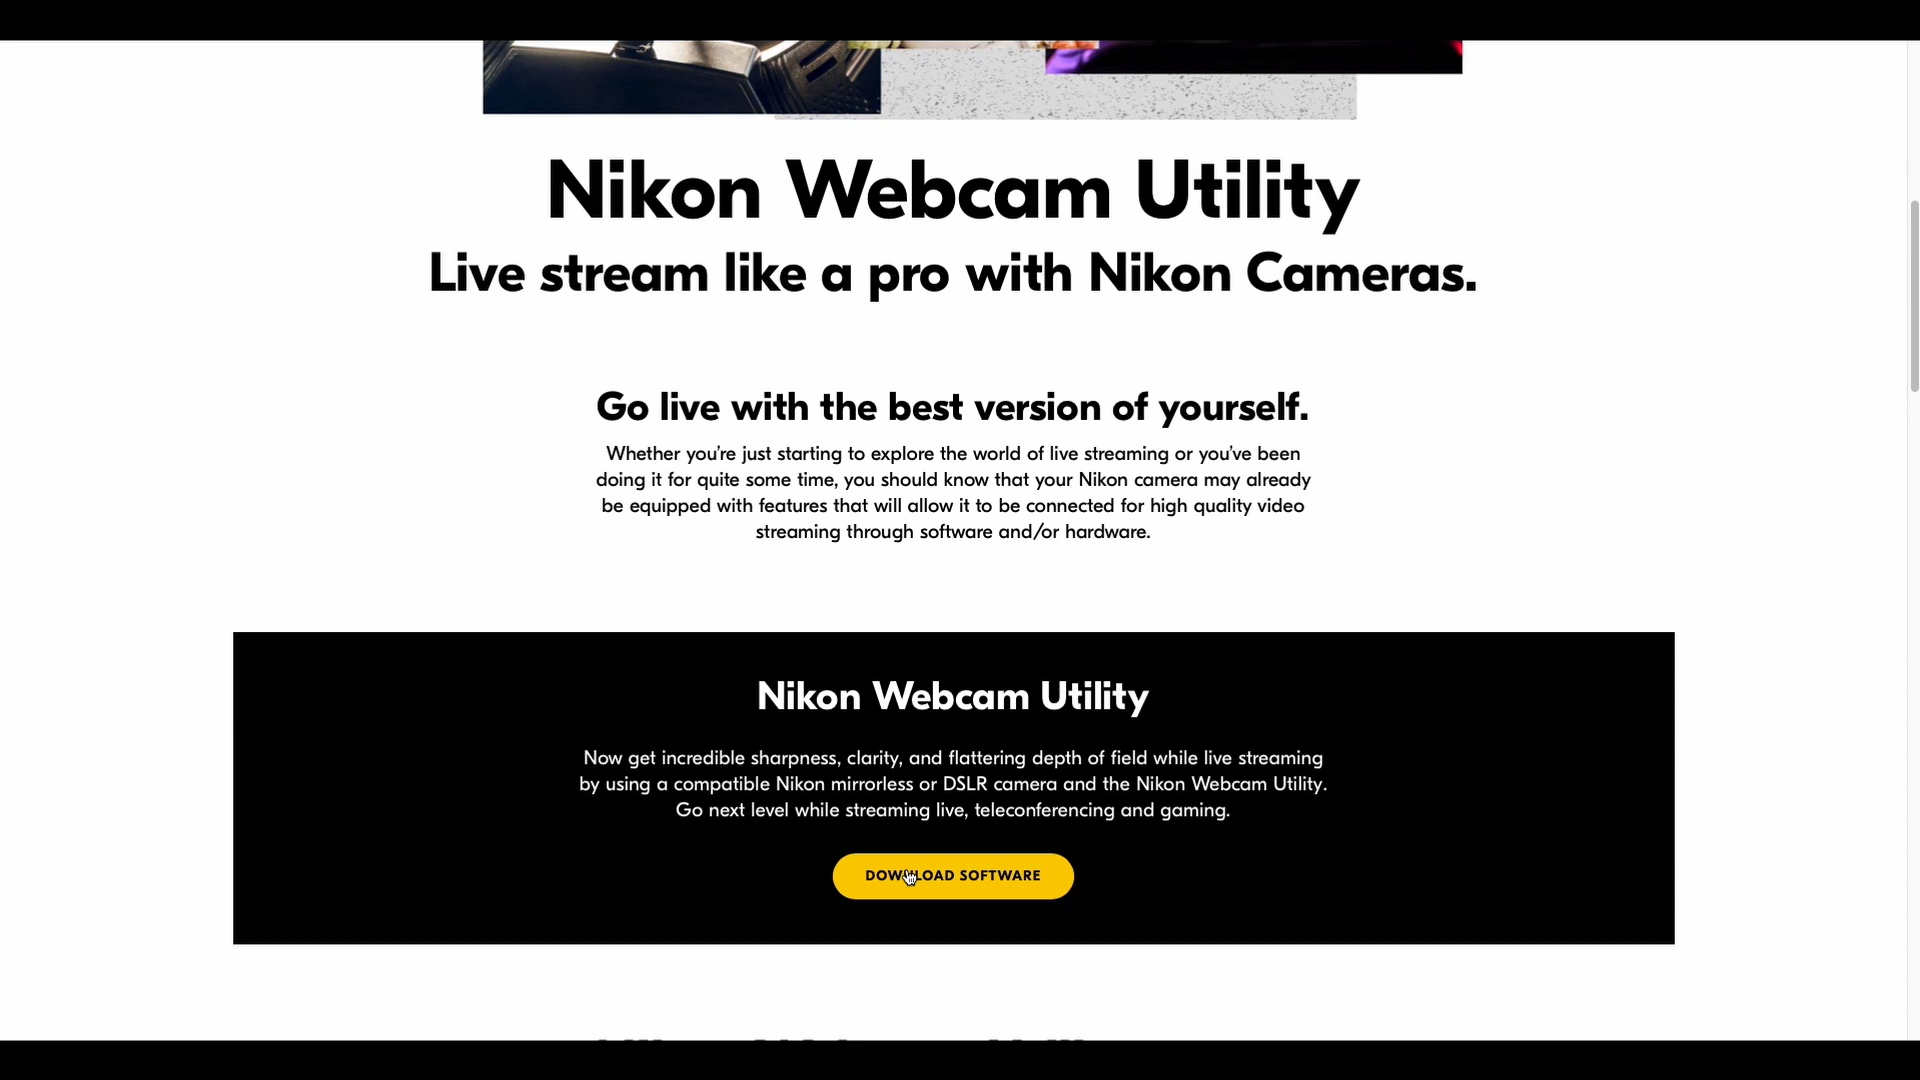 Nikon Webcam Utility
Live stream like a pro with Nikon Cameras.
Go live with the best version of yourself.
Whether you're just starting to explore the world of live streaming or you've been
doing it for quite some time, you should know that your Nikon camera may already
be equipped with features that will allow it to be connected for high quality video
streaming through software and/or hardware.
Nikon Webcam Utility
Now get incredible sharpness, clarity, and flattering depth of field while live streaming
by using a compatible Nikon mirrorless or DSLR camera and the Nikon Webcam Utility.
Go next level while streaming live, teleconferencing and gaming.
DOWNLOAD SOFTWARE